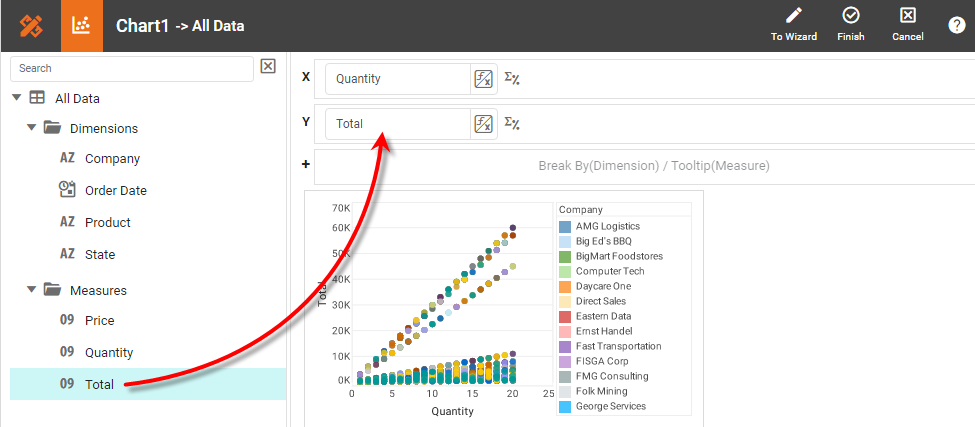 Chart1 -> All Data
To Wizard
Finish
Cancel
?
Search
All Data
Dimensions
AZ Company
Order Date
AZ Product
AZ State
Measures
09 Price
09 Quantity
09 Total
X Quantity f/x Σ%
Y Total f/x Σ%
+ Break By(Dimension) / Tooltip(Measure)
70K
60K
50K
40K
30K
20K
10K
0K
Total
0 5 10 15 20 25
Quantity
Company
AMG Logistics
Big Ed's BBQ
BigMart Foodstores
Computer Tech
Daycare One
Direct Sales
Eastern Data
Ernst Handel
Fast Transportation
FISGA Corp
FMG Consulting
Folk Mining
George Services